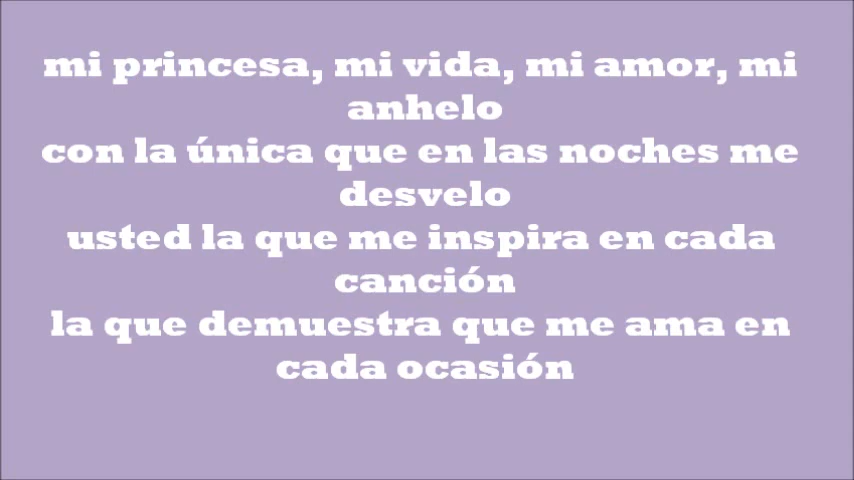 mi princesa, mi vida, mi amor, mi
anhelo
con la única que en las noches me
desvelo
usted la que me inspira en cada
canción
la que demuestra que me ama en
cada ocasión